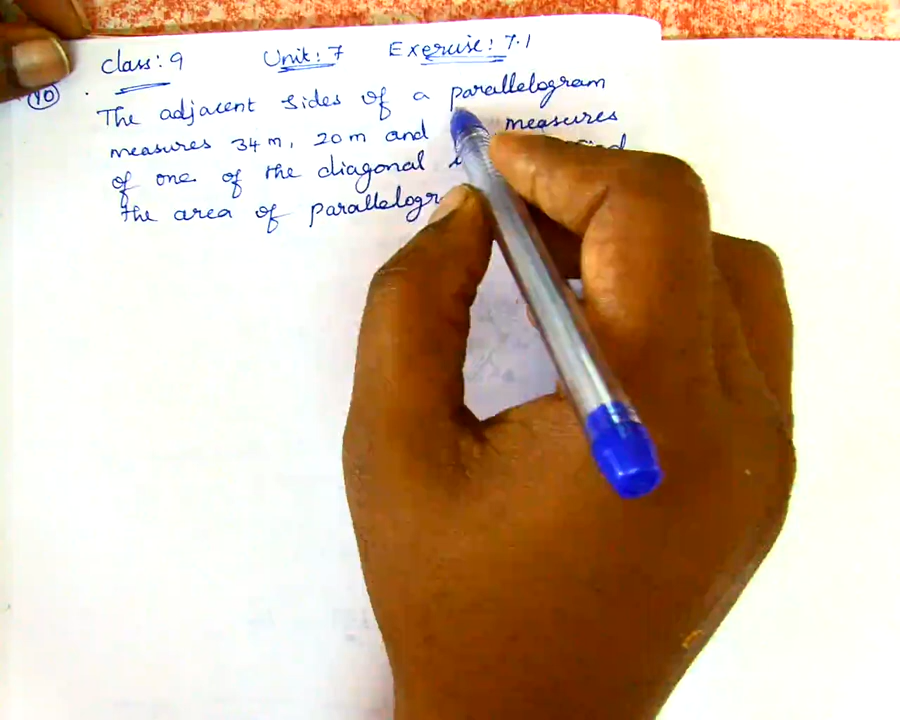 Class: 9 Unit: 7 Exercise: 7.1
10 The adjacent sides of a parallelogram
measures 34 m, 20 m and measures
of one of the diagonal
the area of